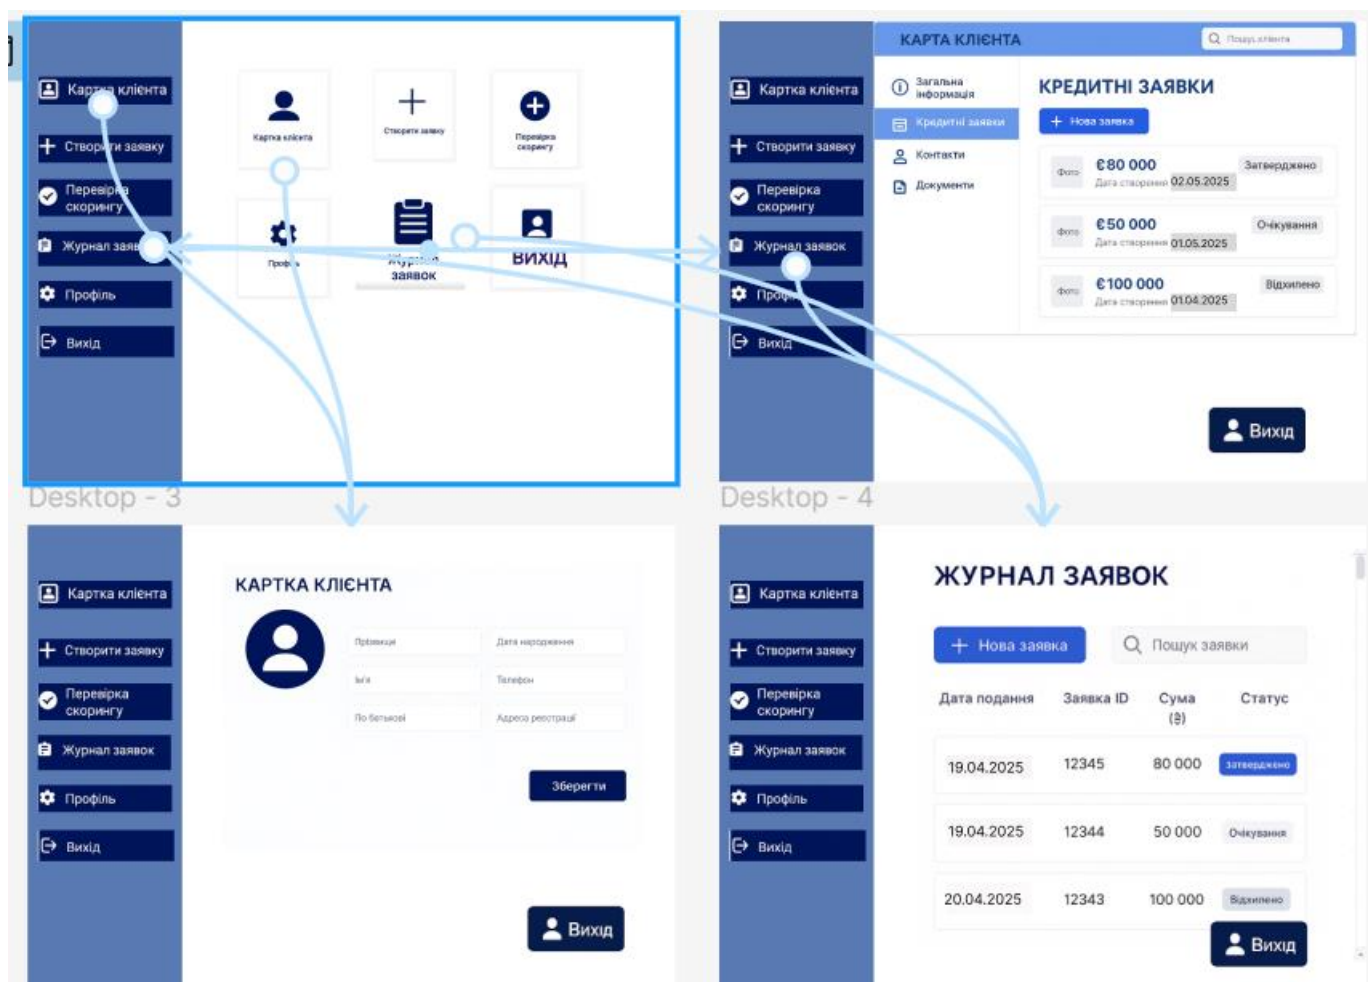 Картка клієнта
Створити заявку
Перевірка
скорингу
Журнал заявок
Профіль
Вихід
Картка клієнта
Створити заявку
Перевірка
скорингу
Профіль
Журнал
заявок
ВИХІД
Картка клієнта
Створити заявку
Перевірка
скорингу
Журнал заявок
Профіль
Вихід
КАРТА КЛІЄНТА
Пошук клієнта
Загальна
інформація
Кредитні заявки
Контакти
Документи
КРЕДИТНІ ЗАЯВКИ
+ Нова заявка
Фото
€80 000
Дата створення 02.05.2025
Затверджено
Фото
€50 000
Дата створення 01.05.2025
Очікування
Фото
€100 000
Дата створення 01.04.2025
Відхилено
Вихід
Desktop - 3
Desktop - 4
Картка клієнта
Створити заявку
Перевірка
скорингу
Журнал заявок
Профіль
Вихід
КАРТКА КЛІЄНТА
Прізвище
Дата народження
Ім'я
Телефон
По батькові
Адреса реєстрації
Зберегти
Вихід
Картка клієнта
Створити заявку
Перевірка
скорингу
Журнал заявок
Профіль
Вихід
ЖУРНАЛ ЗАЯВОК
+ Нова заявка
Пошук заявки
Дата подання Заявка ID Сума Статус
(₴)
19.04.2025 12345 80 000 Затверджено
19.04.2025 12344 50 000 Очікування
20.04.2025 12343 100 000 Відхилено
Вихід